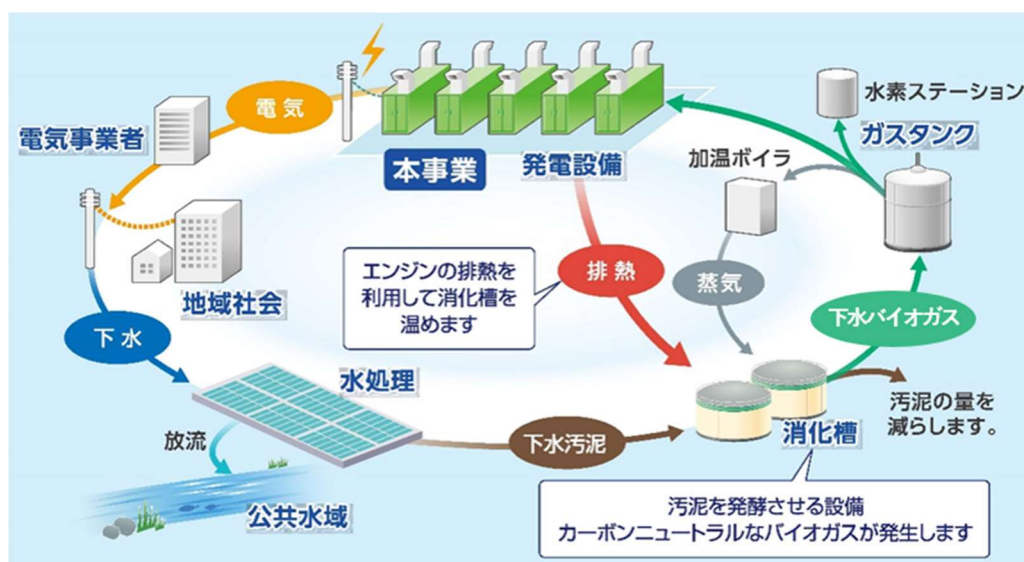 水素ステーション
電気
ガスタンク
電気事業者
本事業
発電設備
加温ボイラ
エンジンの排熱を
利用して消化槽を
温めます
排熱
蒸気
地域社会
下水バイオガス
下水
水処理
汚泥の量を
減らします。
放流
下水汚泥
消化槽
公共水域
汚泥を発酵させる設備
カーボンニュートラルなバイオガスが発生します